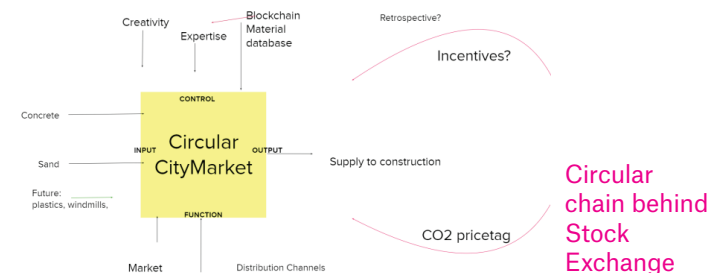 Creativity
Expertise
Blockchain
Material
database
Retrospective?
Incentives?
CONTROL
Concrete
INPUT
Circular
CityMarket
OUTPUT
Sand
Supply to construction
Future:
plastics, windmills,
FUNCTION
Circular
chain behind
Stock
Exchange
CO2 pricetag
Market
Distribution Channels